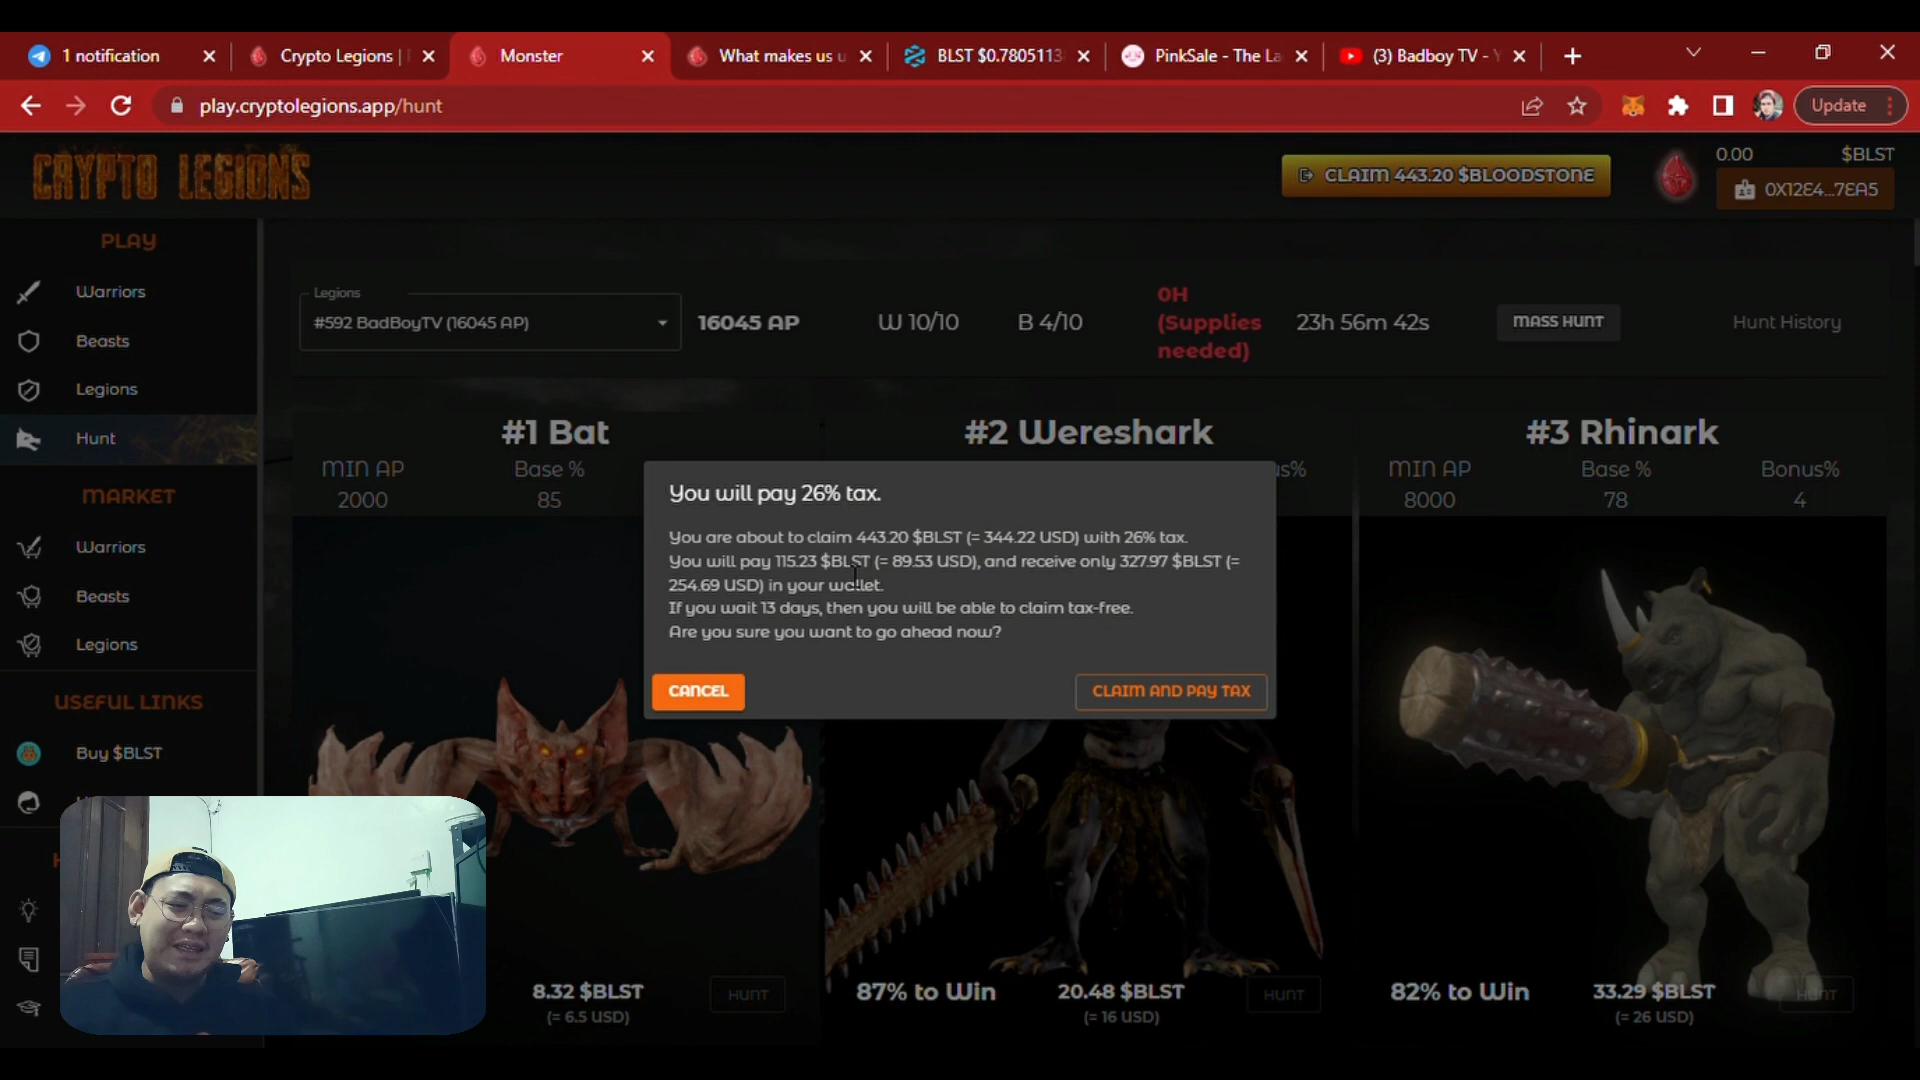 1 notification
Crypto Legions |
Monster
What makes us u
BLST $0.7805113
PinkSale - The La
(3) Badboy TV - Y
play.cryptolegions.app/hunt
Update
CRYPTO LEGIONS
CLAIM 443.20 $BLOODSTONE
0.00 $BLST
0X12E4...7EA5
PLAY
Warriors
Beasts
Legions
Hunt
MARKET
Warriors
Beasts
Legions
USEFUL LINKS
Buy $BLST
Legions
#592 BadBoyTV (16045 AP)
16045 AP
W 10/10
B 4/10
0H
(Supplies
needed)
23h 56m 42s
MASS HUNT
Hunt History
#1 Bat
MIN AP Base %
2000 85
#2 Wereshark
#3 Rhinark
MIN AP Base % Bonus%
8000 78 4
You will pay 26% tax.
You are about to claim 443.20 $BLST (= 344.22 USD) with 26% tax.
You will pay 115.23 $BLST (= 89.53 USD), and receive only 327.97 $BLST (=
254.69 USD) in your wallet.
If you wait 13 days, then you will be able to claim tax-free.
Are you sure you want to go ahead now?
CANCEL
CLAIM AND PAY TAX
8.32 $BLST
(= 6.5 USD)
HUNT
87% to Win
20.48 $BLST
(= 16 USD)
HUNT
82% to Win
33.29 $BLST
(= 26 USD)
HUNT